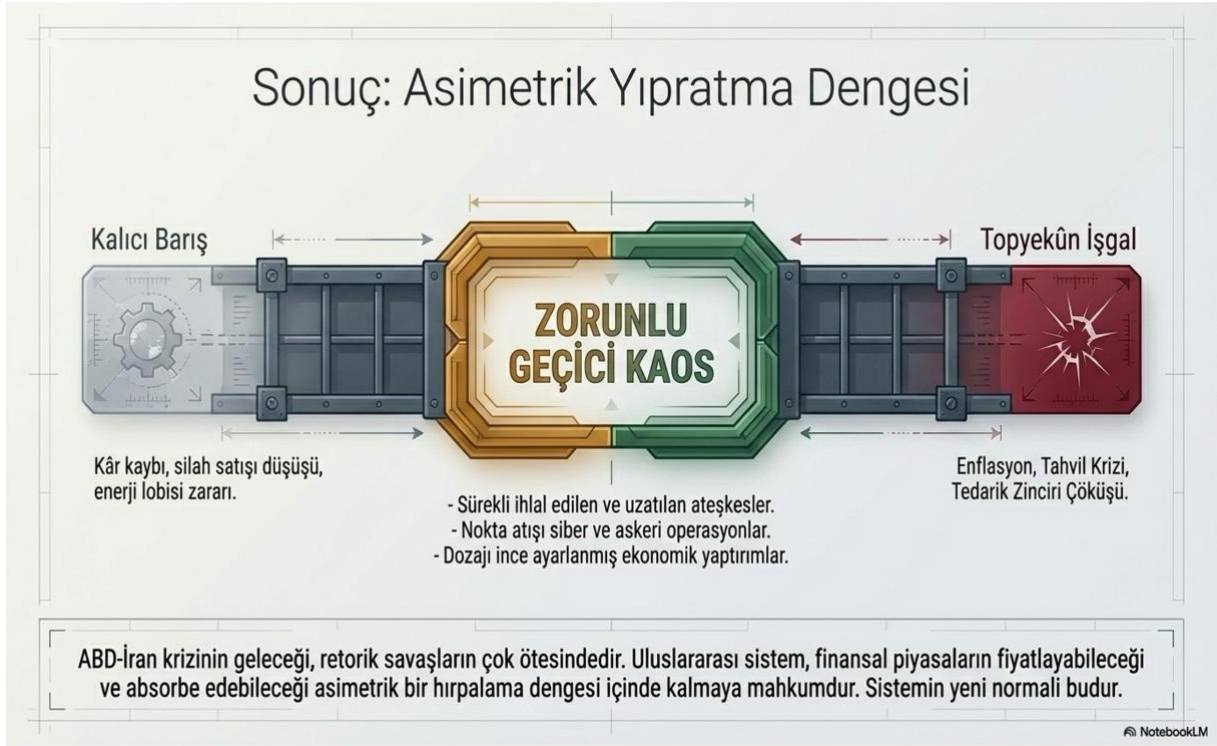 Sonuç: Asimetrik Yıpratma Dengesi
Kalıcı Barış
Topyekûn İşgal
ZORUNLU
GEÇİCİ KAOS
Kâr kaybı, silah satışı düşüşü,
enerji lobisi zararı.
- Sürekli ihlal edilen ve uzatılan ateşkesler.
- Nokta atışı siber ve askeri operasyonlar.
- Dozajı ince ayarlanmış ekonomik yaptırımlar.
Enflasyon, Tahvil Krizi,
Tedarik Zinciri Çöküşü.
ABD-İran krizinin geleceği, retorik savaşların çok ötesindedir. Uluslararası sistem, finansal piyasaların fiyatlayabileceği
ve absorbe edebileceği asimetrik bir hırpalama dengesi içinde kalmaya mahkumdur. Sistemin yeni normali budur.
NotebookLM